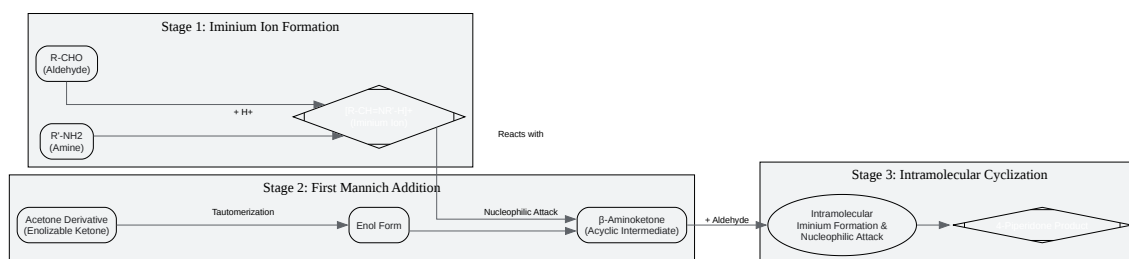 Stage 1: Iminium Ion Formation
R-CHO
(Aldehyde)
+ H+
R'-NH2
(Amine)
(Iminium Ion)
Reacts with
Stage 2: First Mannich Addition
Acetone Derivative
(Enolizable Ketone)
Tautomerization
Enol Form
Nucleophilic Attack
β-Aminoketone
(Acyclic Intermediate)
+ Aldehyde
Stage 3: Intramolecular Cyclization
Intramolecular
Iminium Formation &
Nucleophilic Attack